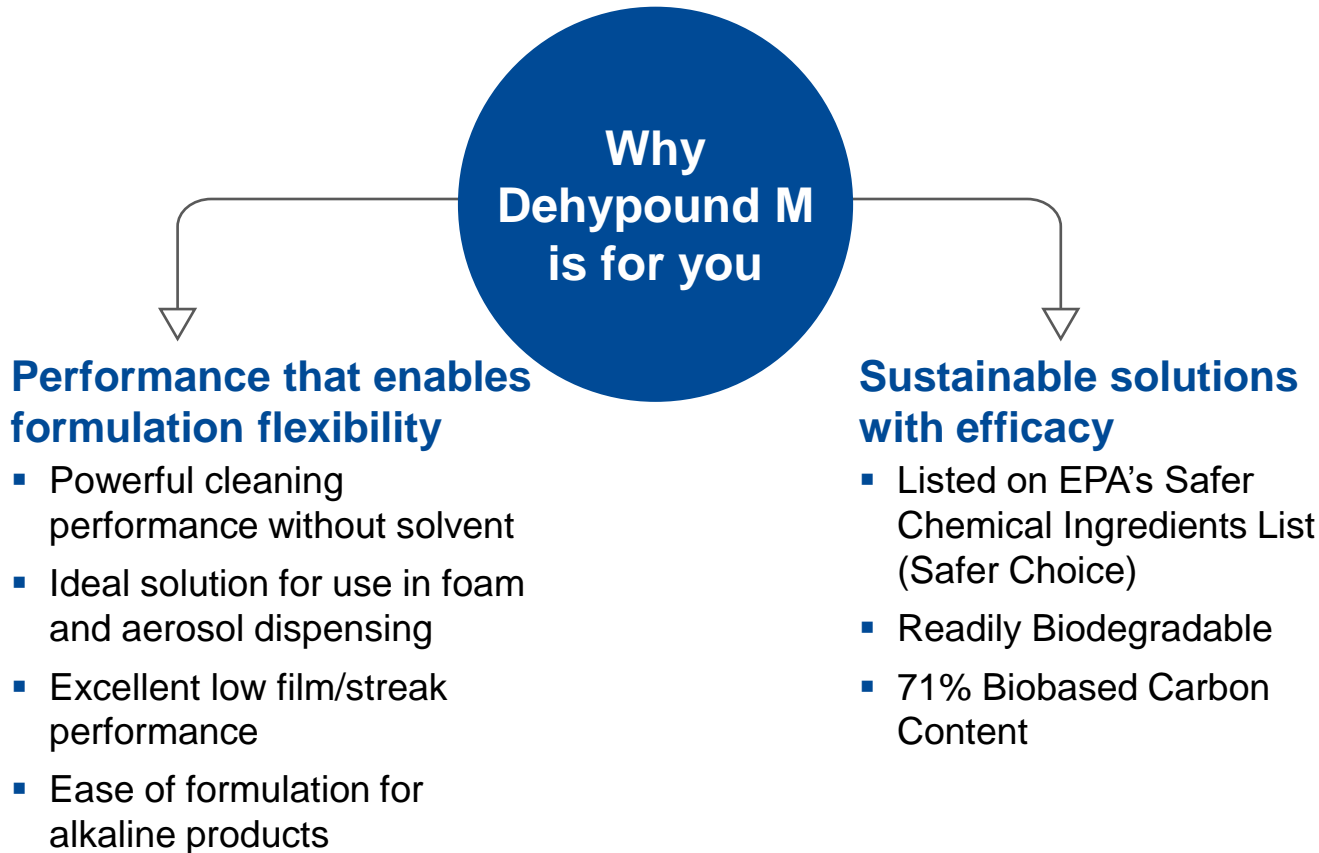 Why
Dehypound M
is for you
Performance that enables
formulation flexibility
▪ Powerful cleaning
performance without solvent
▪ Ideal solution for use in foam
and aerosol dispensing
▪ Excellent low film/streak
performance
▪ Ease of formulation for
alkaline products
Sustainable solutions
with efficacy
▪ Listed on EPA’s Safer
Chemical Ingredients List
(Safer Choice)
▪ Readily Biodegradable
▪ 71% Biobased Carbon
Content